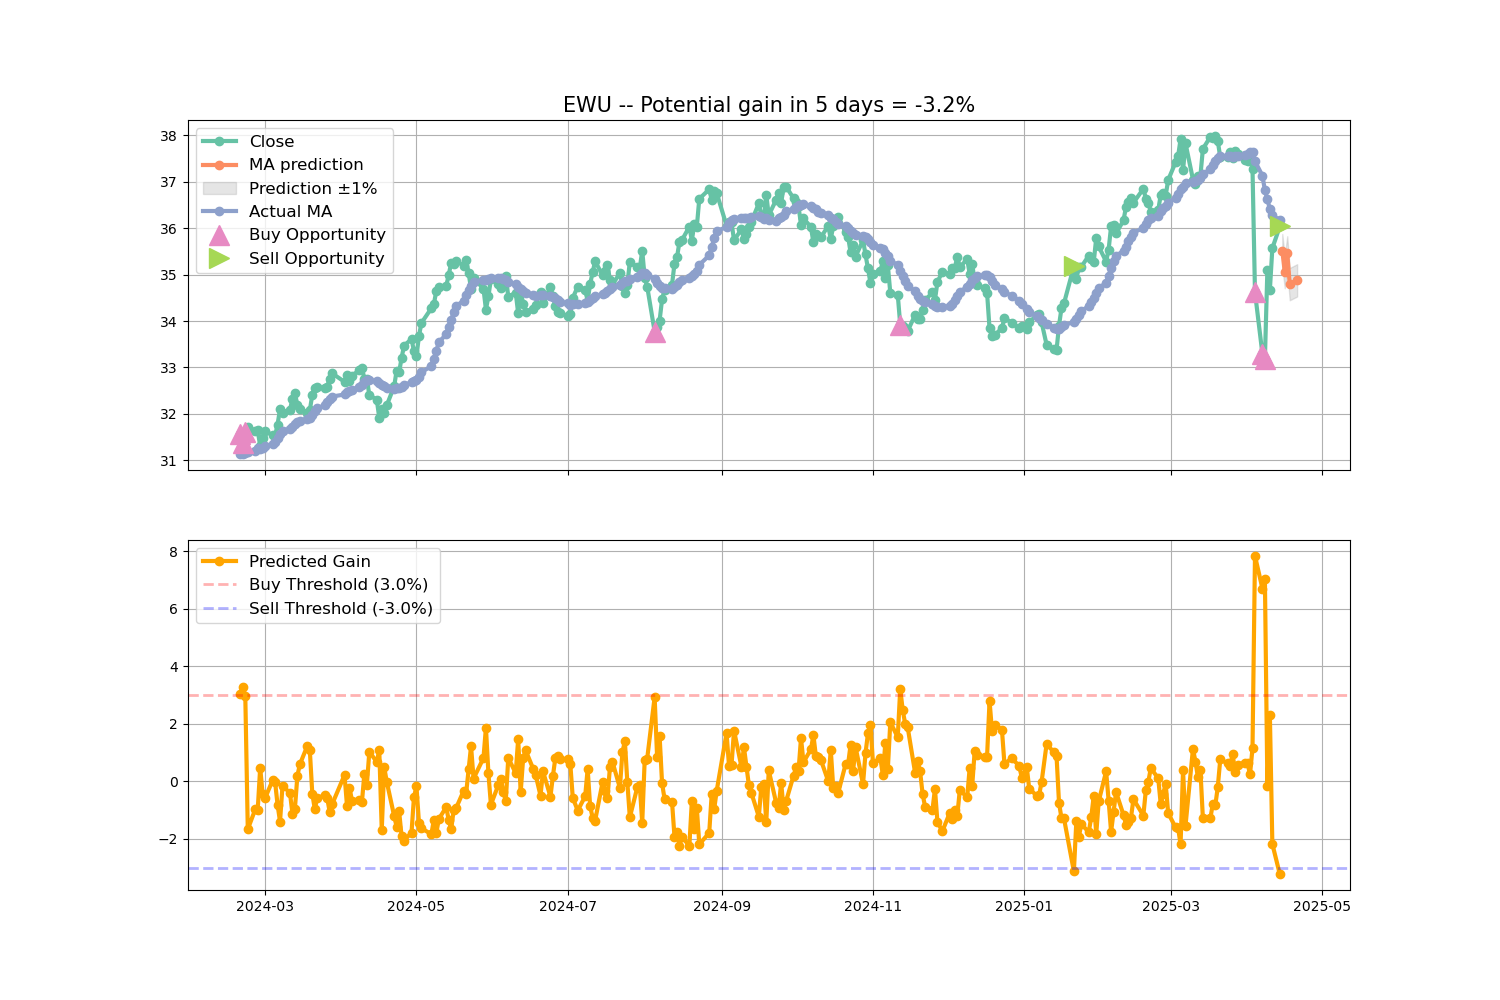 EWU -- Potential gain in 5 days = -3.2%
38
37
36
35
34
33
32
31
Close
MA prediction
Prediction ±1%
Actual MA
Buy Opportunity
Sell Opportunity
8
6
4
2
0
−2
Predicted Gain
Buy Threshold (3.0%)
Sell Threshold (-3.0%)
2024-03
2024-05
2024-07
2024-09
2024-11
2025-01
2025-03
2025-05